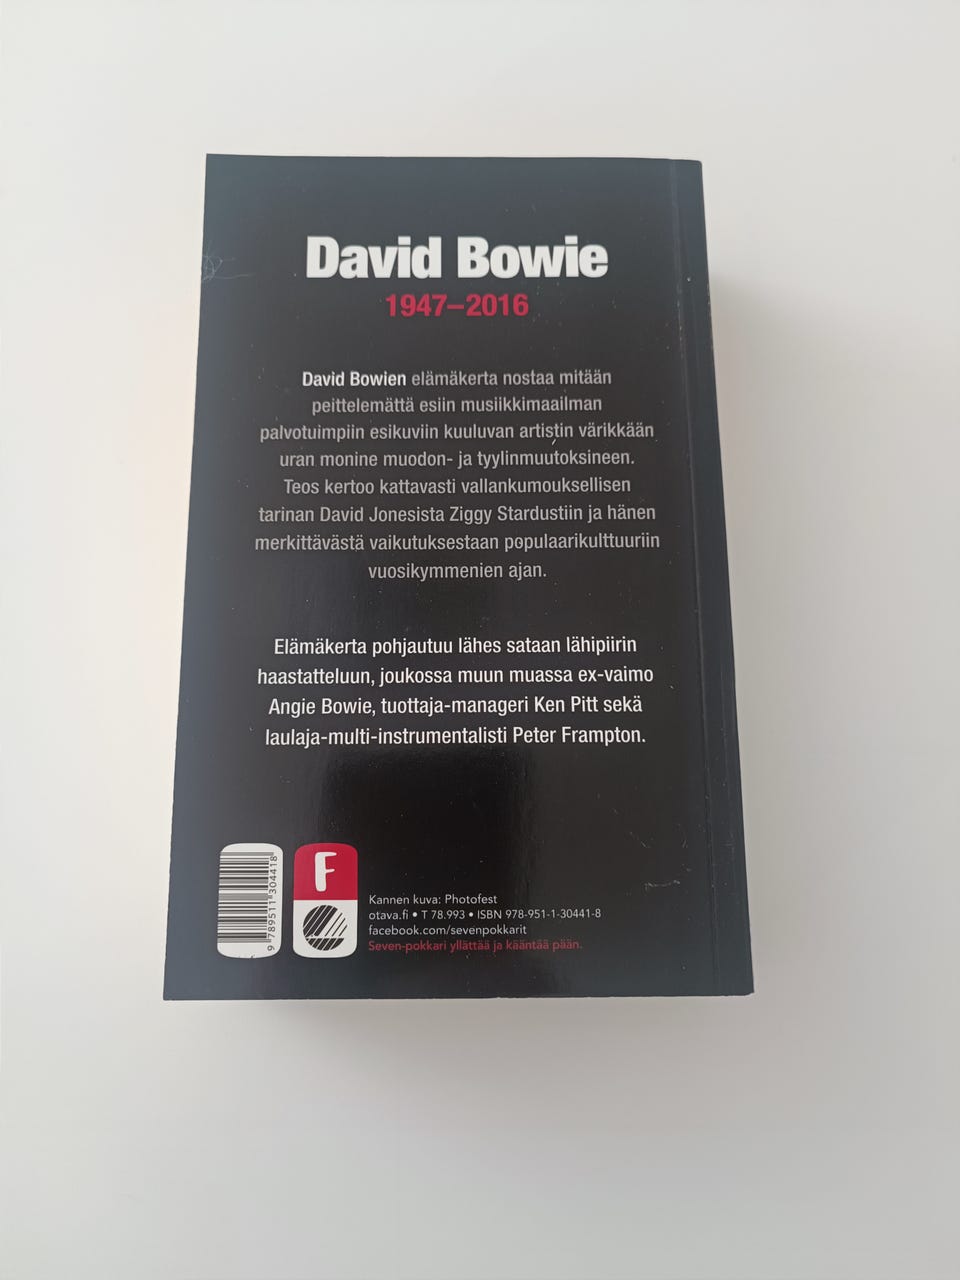 David Bowie
1947–2016
David Bowien elämäkerta nostaa mitään
peittelemättä esiin musiikkimaailman
palvotuimpiin esikuviin kuuluvan artistin värikkään
uran monine muodon- ja tyylinmuutoksineen.
Teos kertoo kattavasti vallankumouksellisen
tarinan David Jonesista Ziggy Stardustiin ja hänen
merkittävästä vaikutuksestaan populaarikulttuuriin
vuosikymmenien ajan.
Elämäkerta pohjautuu lähes sataan lähipiirin
haastatteluun, joukossa muun muassa ex-vaimo
Angie Bowie, tuottaja-manageri Ken Pitt sekä
laulaja-multi-instrumentalisti Peter Frampton.
9 789511 304418
F
Kannen kuva: Photofest
otava.fi • T 78.993 • ISBN 978-951-1-30441-8
facebook.com/sevenpokkarit
Seven-pokkari yllättää ja kääntää pään.